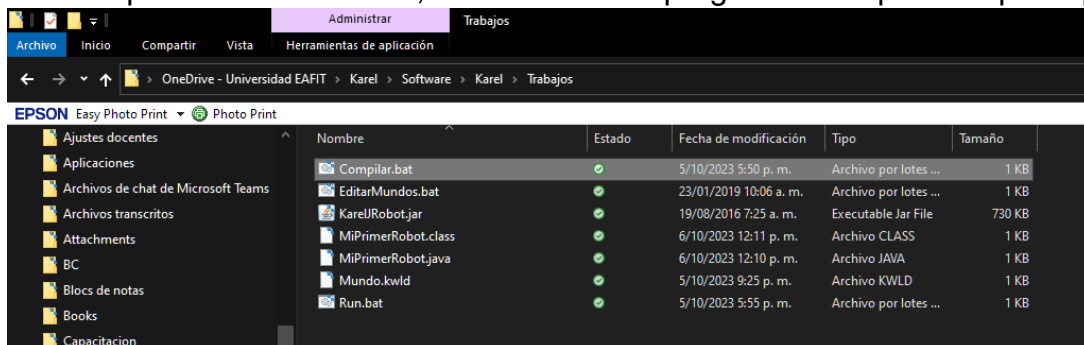 Administrar Trabajos
Archivo Inicio Compartir Vista Herramientas de aplicación
OneDrive - Universidad EAFIT > Karel > Software > Karel > Trabajos
EPSON Easy Photo Print Photo Print
Ajustes docentes
Aplicaciones
Archivos de chat de Microsoft Teams
Archivos transcritos
Attachments
BC
Blocs de notas
Books
Capacitacion
Nombre Estado Fecha de modificación Tipo Tamaño
Compilar.bat 5/10/2023 5:50 p. m. Archivo por lotes ... 1 KB
EditarMundos.bat 23/01/2019 10:06 a. m. Archivo por lotes ... 1 KB
KarelJRobot.jar 19/08/2016 7:25 a. m. Executable Jar File 730 KB
MiPrimerRobot.class 6/10/2023 12:11 p. m. Archivo CLASS 1 KB
MiPrimerRobot.java 6/10/2023 12:10 p. m. Archivo JAVA 1 KB
Mundo.kwld 5/10/2023 9:25 p. m. Archivo KWLD 1 KB
Run.bat 5/10/2023 5:55 p. m. Archivo por lotes ... 1 KB